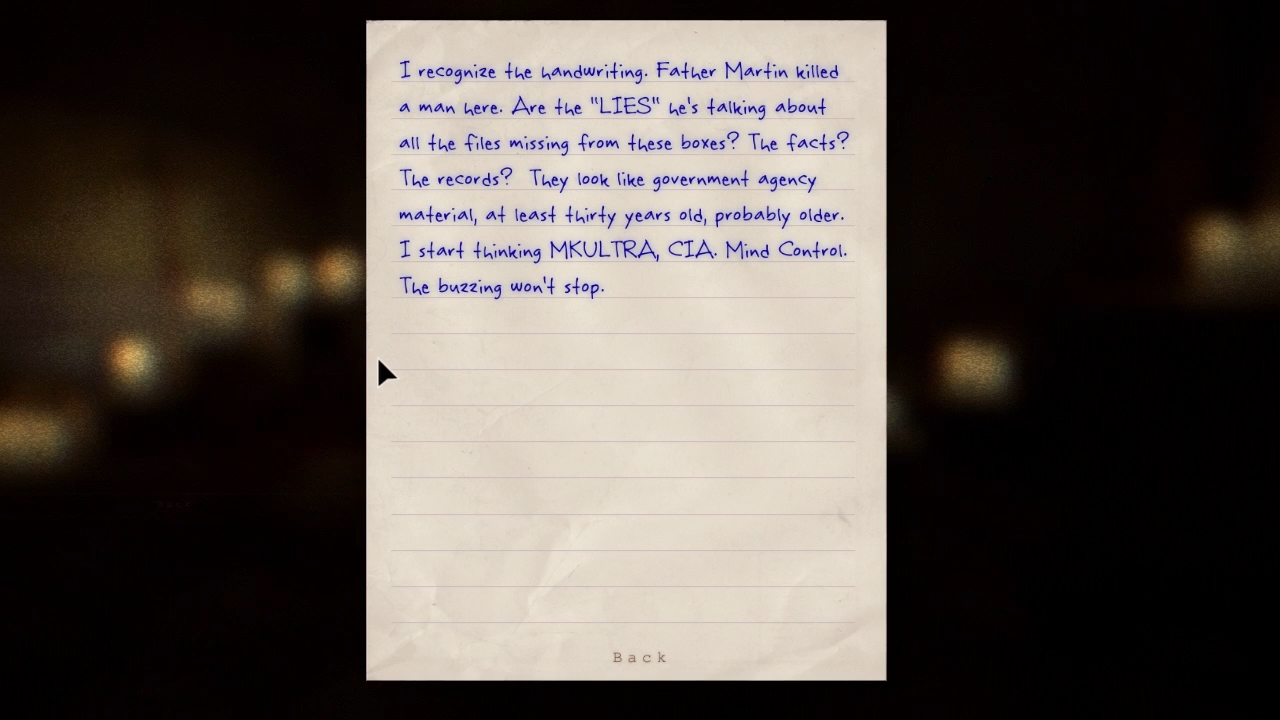 I recognize the handwriting. Father Martin killed
a man here. Are the "LIES" he's talking about
all the files missing from these boxes? The facts?
The records?  They look like government agency
material, at least thirty years old, probably older.
I start thinking MKULTRA, CIA. Mind Control.
The buzzing won't stop.
Back